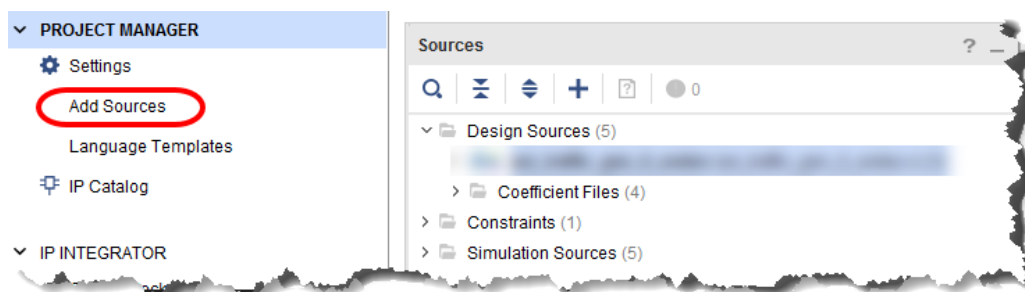 PROJECT MANAGER
Settings
Add Sources
Language Templates
IP Catalog
IP INTEGRATOR
Sources
? _
0
Design Sources (5)
Coefficient Files (4)
Constraints (1)
Simulation Sources (5)